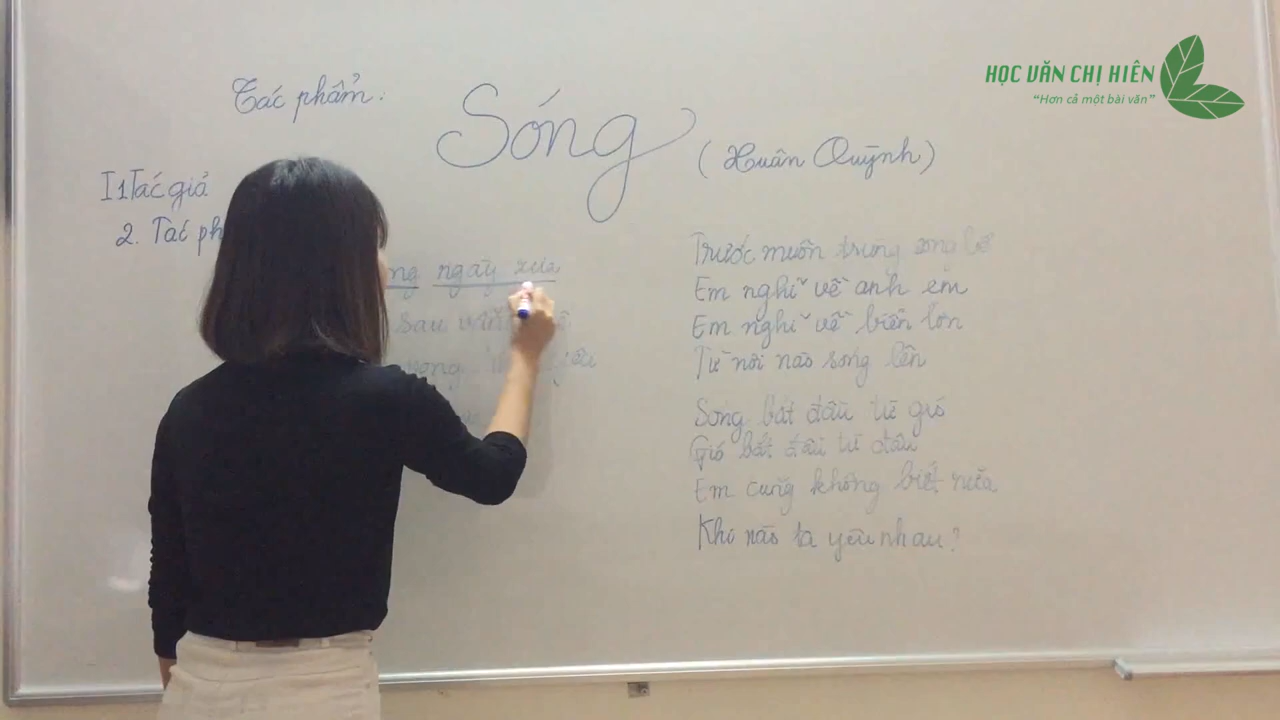 HỌC VĂN CHỊ HIÊN
“Hơn cả một bài văn”
Tác phẩm:
Sóng
(Xuân Quỳnh)
I 1 Tác giả
2. Tác ph
ng ngày xưa
sau v
Trước muôn trùng sóng bể
Em nghĩ về anh em
Em nghĩ về biển lớn
Từ nơi nào sóng lên
Sóng bắt đầu từ gió
Gió bắt đầu từ đâu
Em cũng không biết nữa
Khi nào ta yêu nhau?